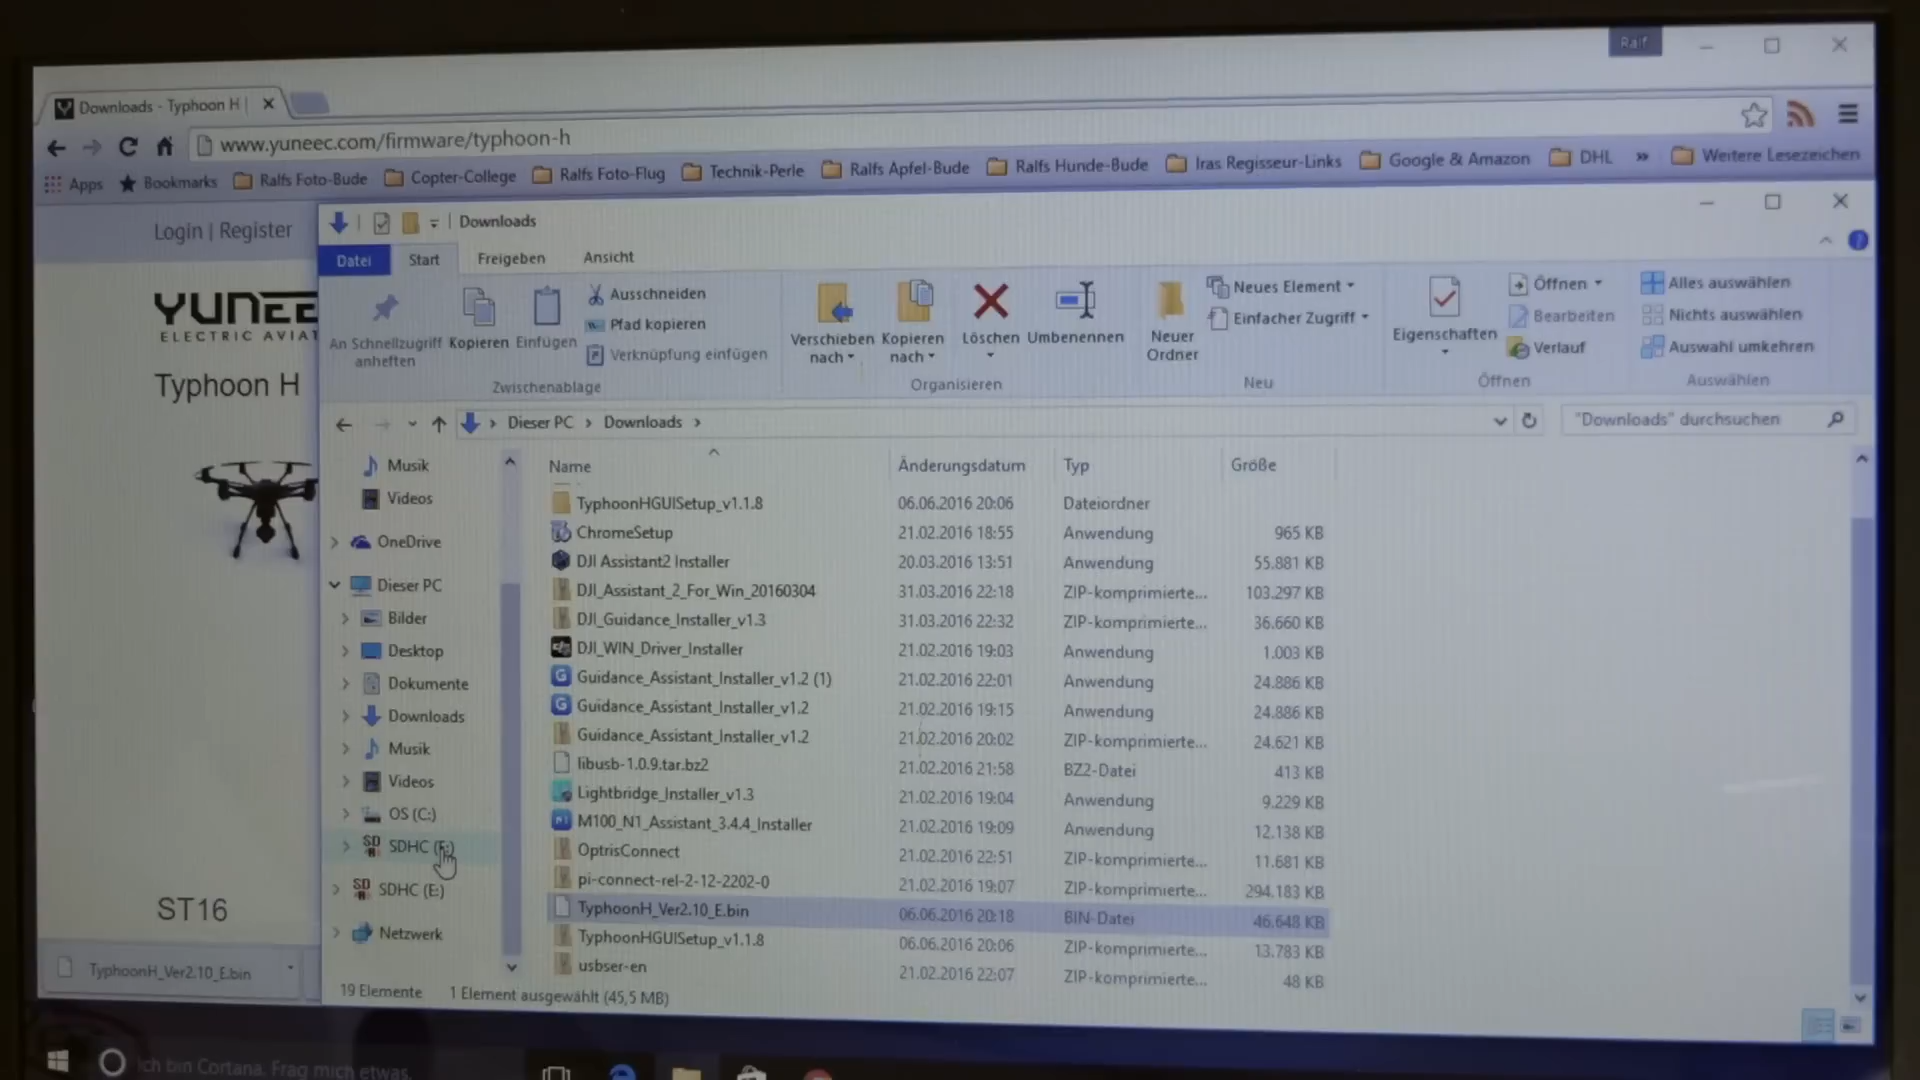 Ralf
Downloads - Typhoon H |
www.yuneec.com/firmware/typhoon-h
Apps Bookmarks Ralfs Foto-Bude Copter-College Ralfs Foto-Flug Technik-Perle Ralfs Apfel-Bude Ralfs Hunde-Bude Iras Regisseur-Links Google & Amazon DHL » Weitere Lesezeichen
Login | Register
YUNEE
ELECTRIC AVIAT
Typhoon H
ST16
TyphoonH_Ver2.10_E.bin
Downloads
Datei Start Freigeben Ansicht
An Schnellzugriff anheften
Kopieren
Einfügen
Ausschneiden
Pfad kopieren
Verknüpfung einfügen
Zwischenablage
Verschieben nach
Kopieren nach
Löschen
Umbenennen
Organisieren
Neuer Ordner
Neues Element
Einfacher Zugriff
Neu
Eigenschaften
Öffnen
Bearbeiten
Verlauf
Öffnen
Alles auswählen
Nichts auswählen
Auswahl umkehren
Auswählen
Dieser PC > Downloads >
"Downloads" durchsuchen
Musik
Videos
OneDrive
Dieser PC
Bilder
Desktop
Dokumente
Downloads
Musik
Videos
OS (C:)
SDHC (E:)
SDHC (E:)
Netzwerk
Name Änderungsdatum Typ Größe
TyphoonHGUISetup_v1.1.8 06.06.2016 20:06 Dateiordner
ChromeSetup 21.02.2016 18:55 Anwendung 965 KB
DJI Assistant2 Installer 20.03.2016 13:51 Anwendung 55.881 KB
DJI_Assistant_2_For_Win_20160304 31.03.2016 22:18 ZIP-komprimierte... 103.297 KB
DJI_Guidance_Installer_v1.3 31.03.2016 22:32 ZIP-komprimierte... 36.660 KB
DJI_WIN_Driver_Installer 21.02.2016 19:03 Anwendung 1.003 KB
Guidance_Assistant_Installer_v1.2 (1) 21.02.2016 22:01 Anwendung 24.886 KB
Guidance_Assistant_Installer_v1.2 21.02.2016 19:15 Anwendung 24.886 KB
Guidance_Assistant_Installer_v1.2 21.02.2016 20:02 ZIP-komprimierte... 24.621 KB
libusb-1.0.9.tar.bz2 21.02.2016 21:58 BZ2-Datei 413 KB
Lightbridge_Installer_v1.3 21.02.2016 19:04 Anwendung 9.229 KB
M100_N1_Assistant_3.4.4_Installer 21.02.2016 19:09 Anwendung 12.138 KB
OptrisConnect 21.02.2016 22:51 ZIP-komprimierte... 11.681 KB
pi-connect-rel-2-12-2202-0 21.02.2016 19:07 ZIP-komprimierte... 294.183 KB
TyphoonH_Ver2.10_E.bin 06.06.2016 20:18 BIN-Datei 46.648 KB
TyphoonHGUISetup_v1.1.8 06.06.2016 20:06 ZIP-komprimierte... 13.783 KB
usbser-en 21.02.2016 22:07 ZIP-komprimierte... 48 KB
19 Elemente 1 Element ausgewählt (45,5 MB)
Ich bin Cortana. Frag mich etwas.